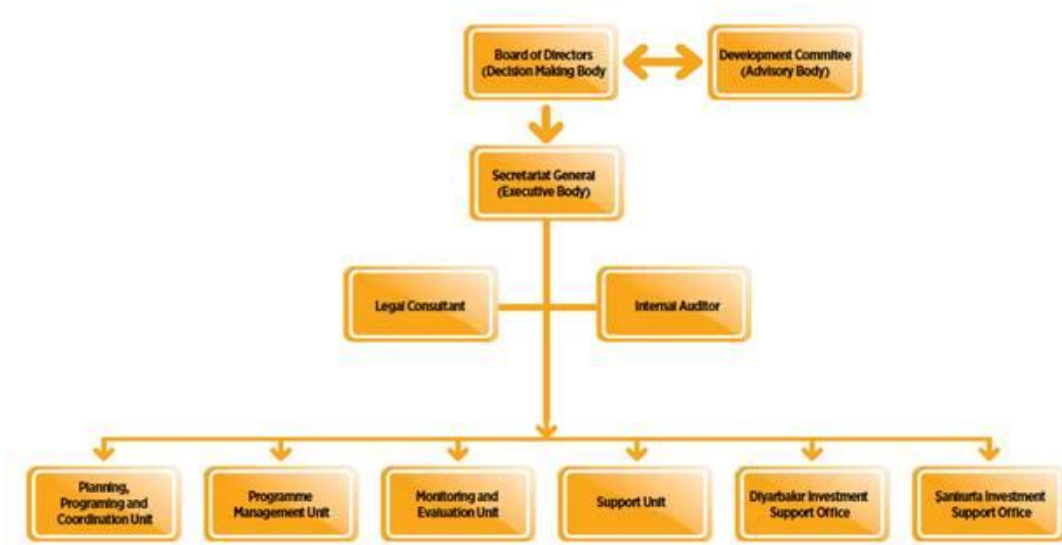 Board of Directors
(Decision Making Body
Development Commitee
(Advisory Body)
Secretariat General
(Executive Body)
Legal Consultant
Internal Auditor
Planning,
Programing and
Coordination Unit
Programme
Management Unit
Monitoring and
Evaluation Unit
Support Unit
Diyarbakır Investment
Support Office
Şanlıurfa Investment
Support Office